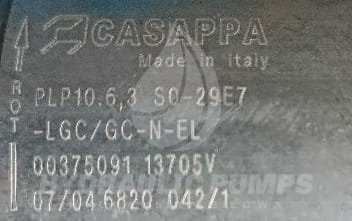 CASAPPA
Made in Italy
ROT
PLP10.6,3 S0-29E7
-LGC/GC-N-EL
00375091 13705V
07/04.6820 042/1